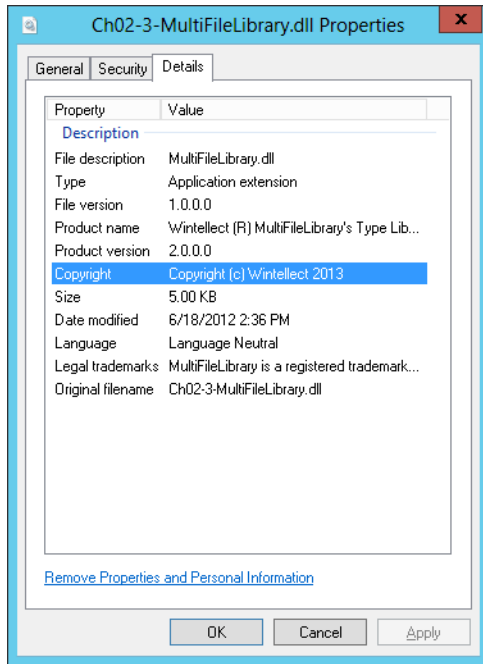 Ch02-3-MultiFileLibrary.dll Properties
x
General Security Details
Property Value
Description
File description MultiFileLibrary.dll
Type Application extension
File version 1.0.0.0
Product name Wintellect (R) MultiFileLibrary's Type Lib...
Product version 2.0.0.0
Copyright Copyright (c) Wintellect 2013
Size 5.00 KB
Date modified 6/18/2012 2:36 PM
Language Language Neutral
Legal trademarks MultiFileLibrary is a registered trademark...
Original filename Ch02-3-MultiFileLibrary.dll
Remove Properties and Personal Information
OK Cancel Apply